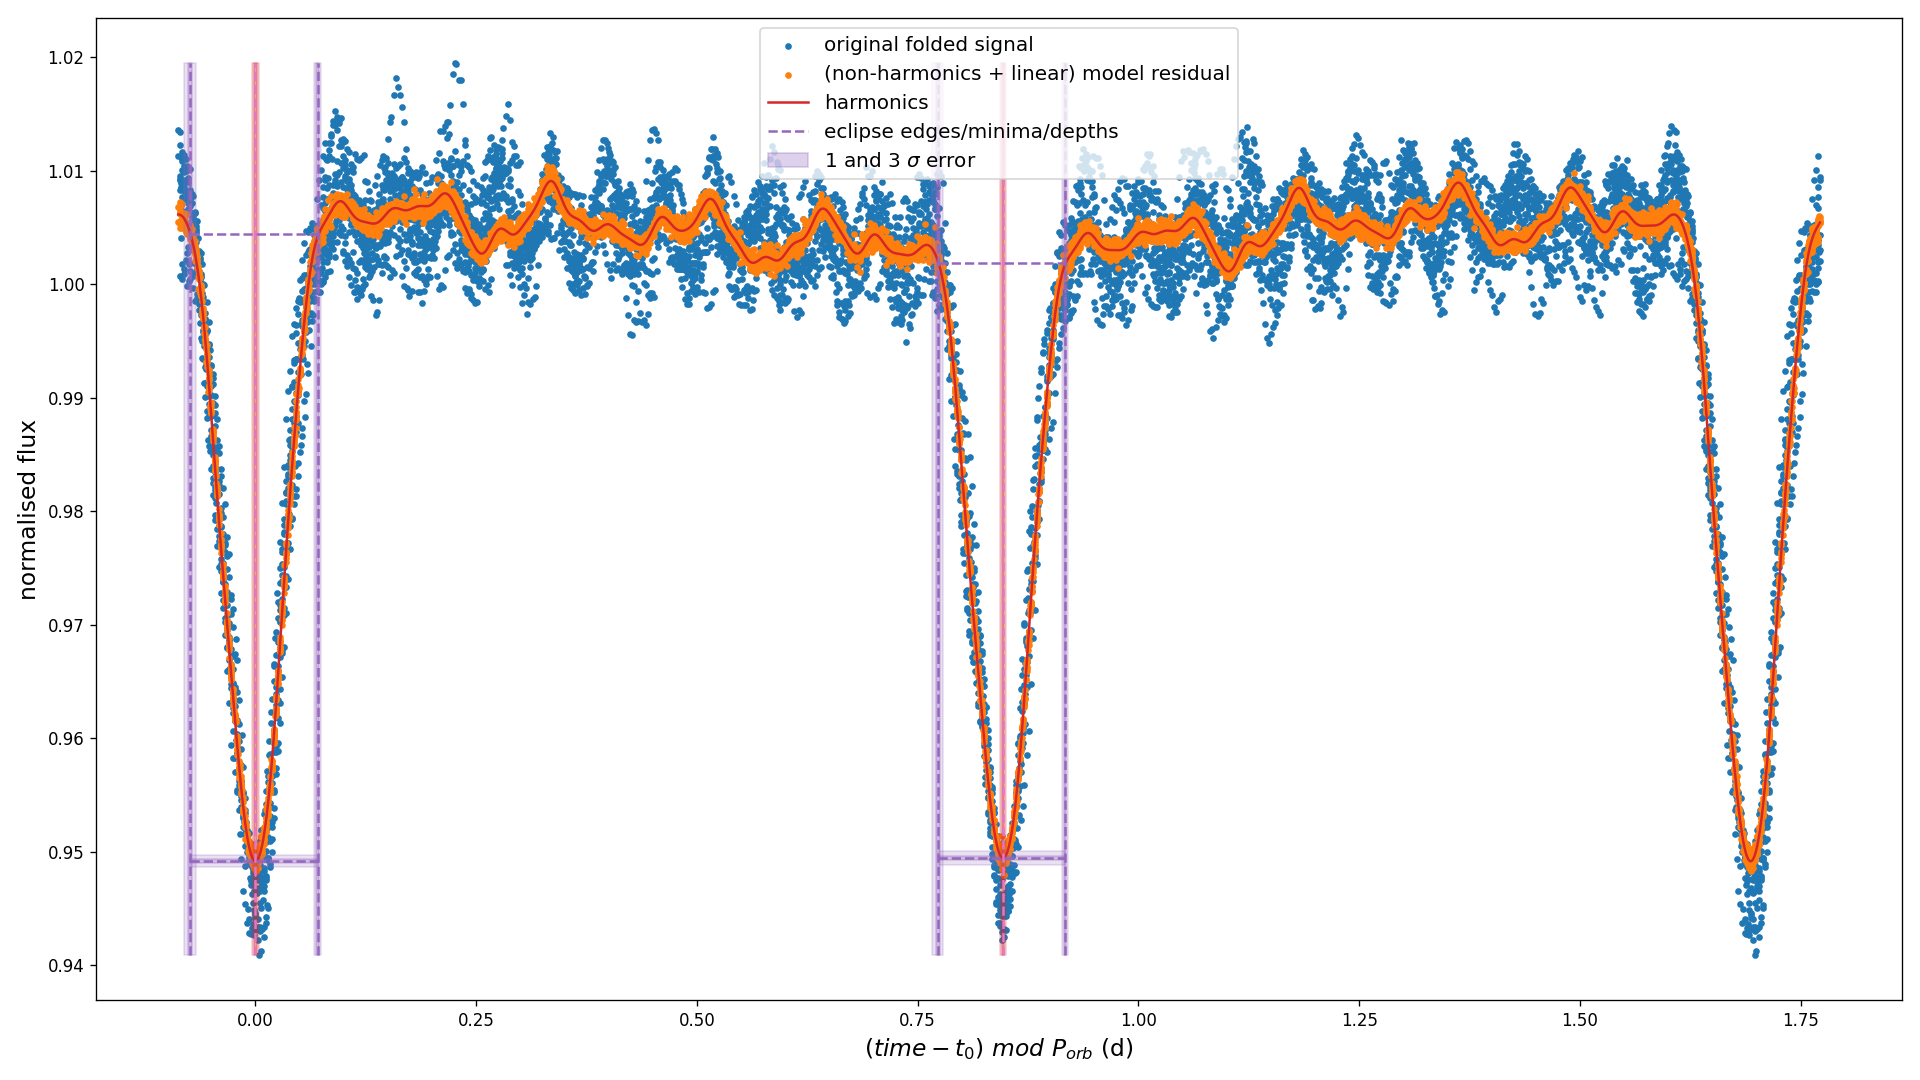 original folded signal
(non-harmonics + linear) model residual
harmonics
eclipse edges/minima/depths
1 and 3 σ error
normalised flux
1.02
1.01
1.00
0.99
0.98
0.97
0.96
0.95
0.94
0.00 0.25 0.50 0.75 1.00 1.25 1.50 1.75
(time − t₀) mod P_orb (d)